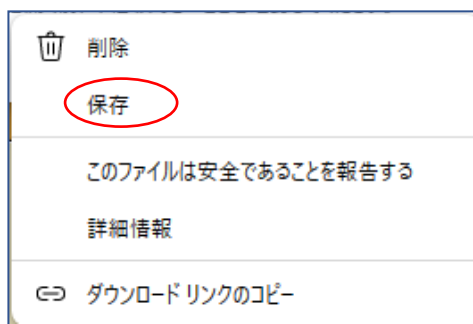 削除
保存
このファイルは安全であることを報告する
詳細情報
ダウンロード リンクのコピー